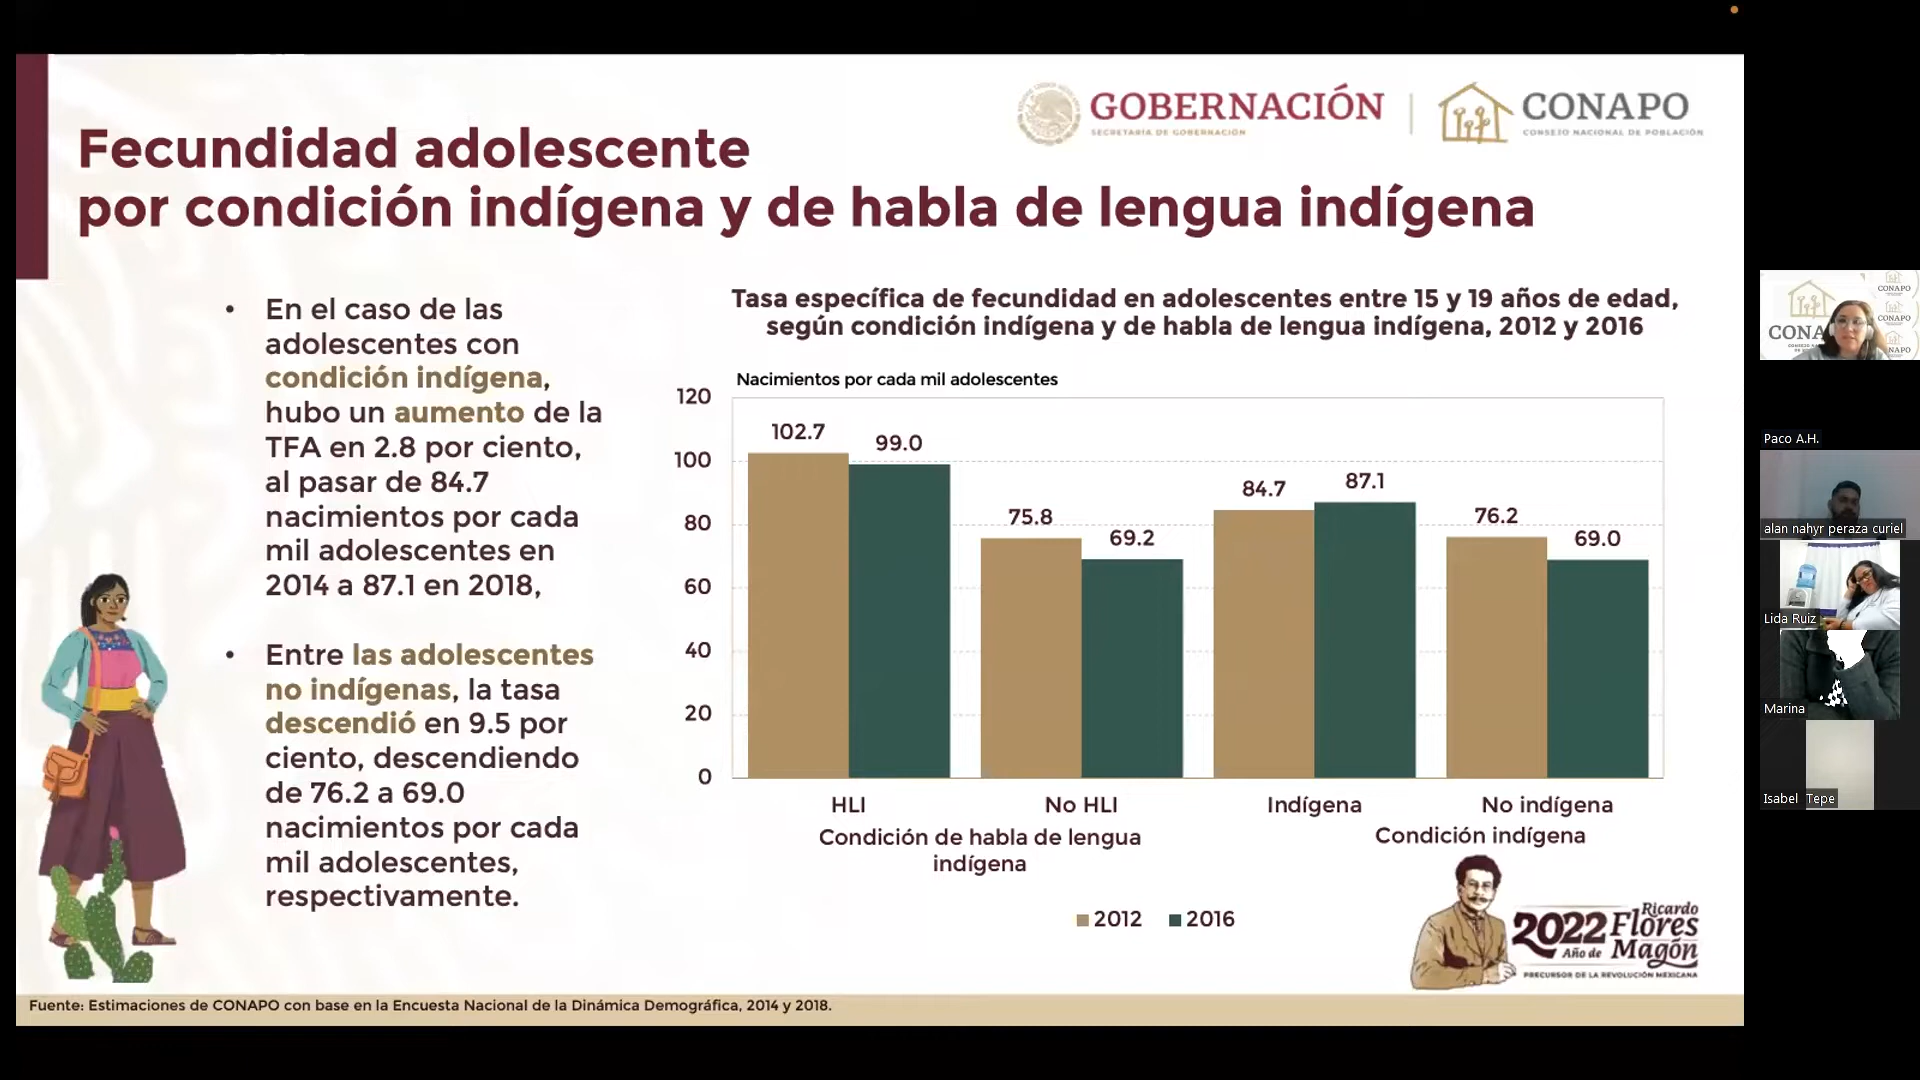 GOBERNACIÓN
SECRETARÍA DE GOBERNACIÓN
CONAPO
CONSEJO NACIONAL DE POBLACIÓN
Fecundidad adolescente
por condición indígena y de habla de lengua indígena
• En el caso de las
adolescentes con
condición indígena,
hubo un aumento de la
TFA en 2.8 por ciento,
al pasar de 84.7
nacimientos por cada
mil adolescentes en
2014 a 87.1 en 2018,
• Entre las adolescentes
no indígenas, la tasa
descendió en 9.5 por
ciento, descendiendo
de 76.2 a 69.0
nacimientos por cada
mil adolescentes,
respectivamente.
Tasa específica de fecundidad en adolescentes entre 15 y 19 años de edad,
según condición indígena y de habla de lengua indígena, 2012 y 2016
Nacimientos por cada mil adolescentes
120
100
80
60
40
20
0
102.7
99.0
75.8
69.2
84.7
87.1
76.2
69.0
HLI
No HLI
Indígena
No indígena
Condición de habla de lengua
indígena
Condición indígena
2012
2016
2022
Año de
Ricardo
Flores
Magón
PRECURSOR DE LA REVOLUCIÓN MEXICANA
Fuente: Estimaciones de CONAPO con base en la Encuesta Nacional de la Dinámica Demográfica, 2014 y 2018.
CONAPO
CONAPO
Paco A.H.
alan nahyr peraza curiel
Lida Ruiz
Marina
Isabel Tepe